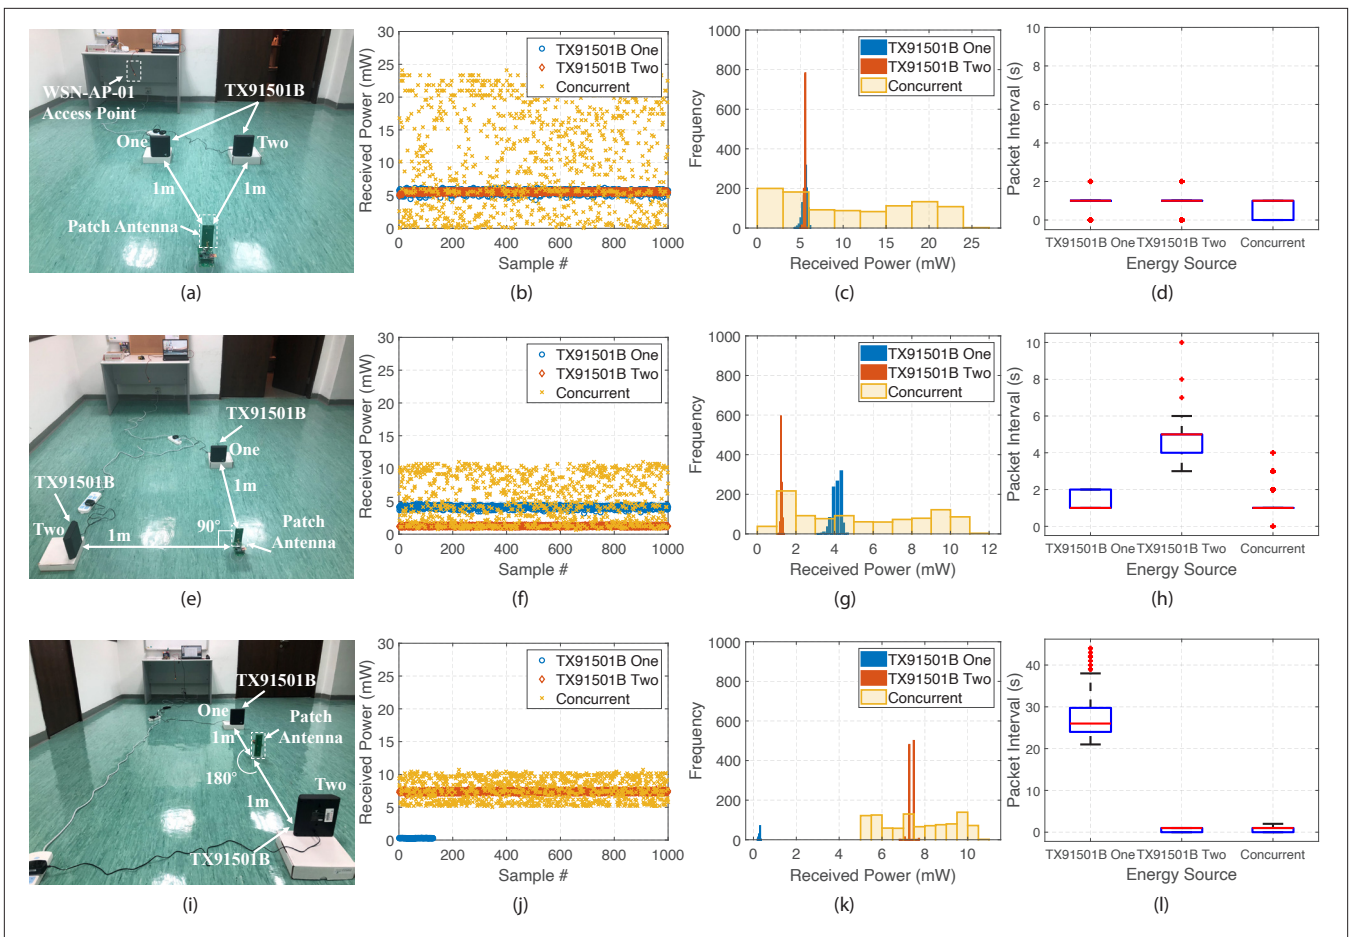 WSN-AP-01
Access Point
TX91501B
One
Two
1m
1m
Patch Antenna
(a)
Received Power (mW)
30
25
20
15
10
5
0
0 200 400 600 800 1000
Sample #
TX91501B One
TX91501B Two
Concurrent
(b)
Frequency
1000
800
600
400
200
0
0 5 10 15 20 25
Received Power (mW)
TX91501B One
TX91501B Two
Concurrent
(c)
Packet Interval (s)
10
8
6
4
2
0
TX91501B One TX91501B Two Concurrent
Energy Source
(d)
TX91501B
One
1m
TX91501B
Two
1m
90°
Patch
Antenna
(e)
Received Power (mW)
30
25
20
15
10
5
0
0 200 400 600 800 1000
Sample #
TX91501B One
TX91501B Two
Concurrent
(f)
Frequency
1000
800
600
400
200
0
0 2 4 6 8 10 12
Received Power (mW)
TX91501B One
TX91501B Two
Concurrent
(g)
Packet Interval (s)
10
8
6
4
2
0
TX91501B One TX91501B Two Concurrent
Energy Source
(h)
TX91501B
One
Patch
Antenna
1m
180°
Two
1m
TX91501B
(i)
Received Power (mW)
30
25
20
15
10
5
0
0 200 400 600 800 1000
Sample #
TX91501B One
TX91501B Two
Concurrent
(j)
Frequency
1000
800
600
400
200
0
0 2 4 6 8 10
Received Power (mW)
TX91501B One
TX91501B Two
Concurrent
(k)
Packet Interval (s)
40
30
20
10
0
TX91501B One TX91501B Two Concurrent
Energy Source
(l)